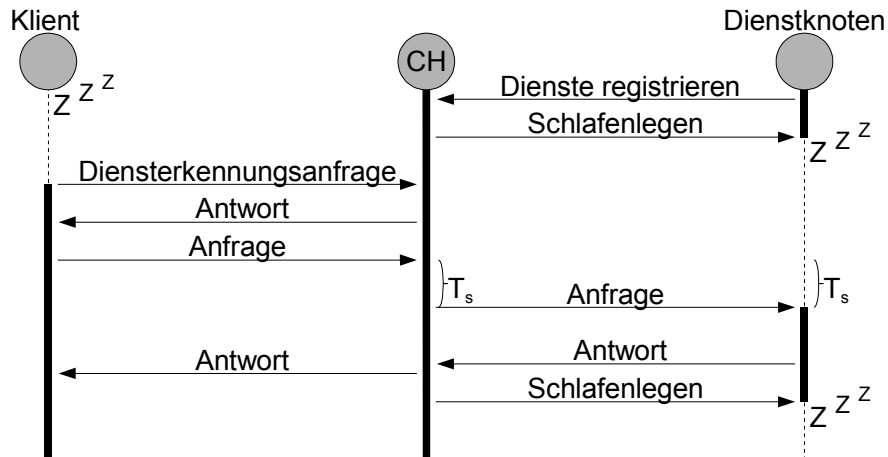 Klient
Dienstknoten
CH
Z Z Z
Dienste registrieren
Schlafenlegen
Z Z Z
Diensterkennungsanfrage
Antwort
Anfrage
Ts
Anfrage
Ts
Antwort
Antwort
Schlafenlegen
Z Z Z